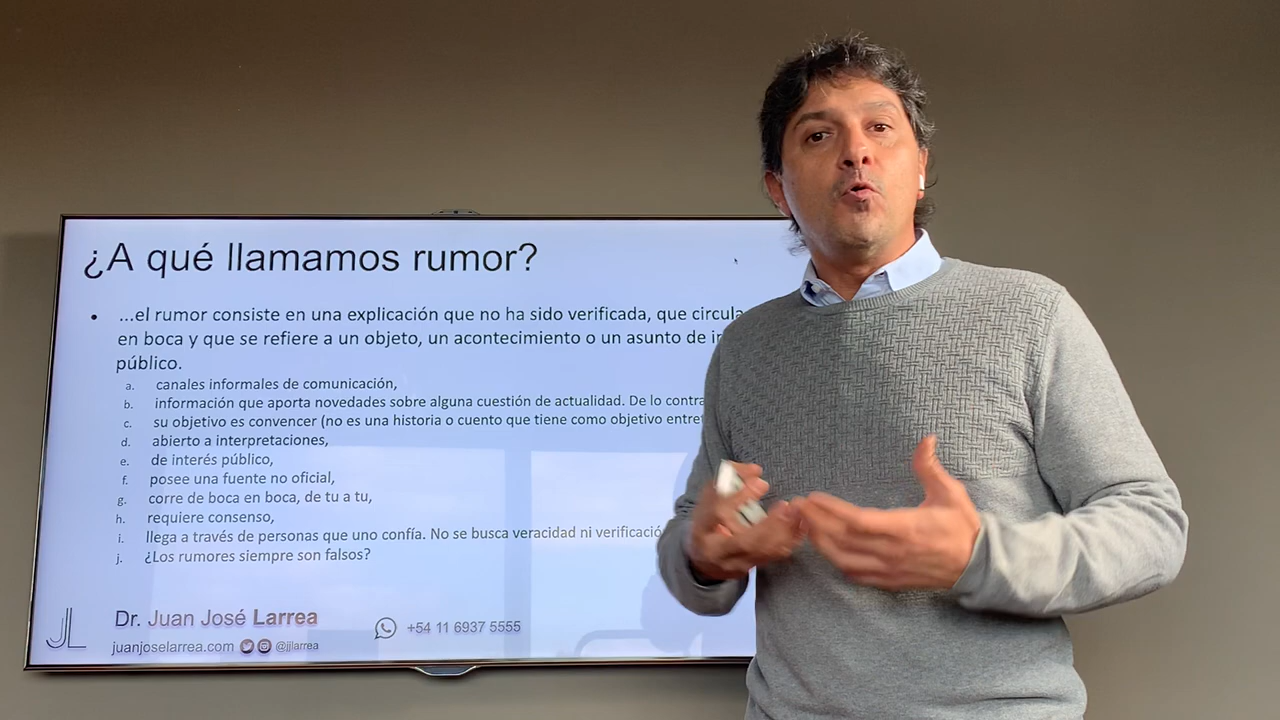 ¿A qué llamamos rumor?
• ...el rumor consiste en una explicación que no ha sido verificada, que circula
en boca y que se refiere a un objeto, un acontecimiento o un asunto de
público.
a. canales informales de comunicación,
b. información que aporta novedades sobre alguna cuestión de actualidad. De lo
c. su objetivo es convencer (no es una historia o cuento que tiene como objetivo
d. abierto a interpretaciones,
e. de interés público,
f. posee una fuente no oficial,
g. corre de boca en boca, de tu a tu,
h. requiere consenso,
i. llega a través de personas que uno confía. No se busca veracidad ni
j. ¿Los rumores siempre son falsos?
JL
Dr. Juan José Larrea
+54 11 6937 5555
juanjoselarrea.com @jjlarrea